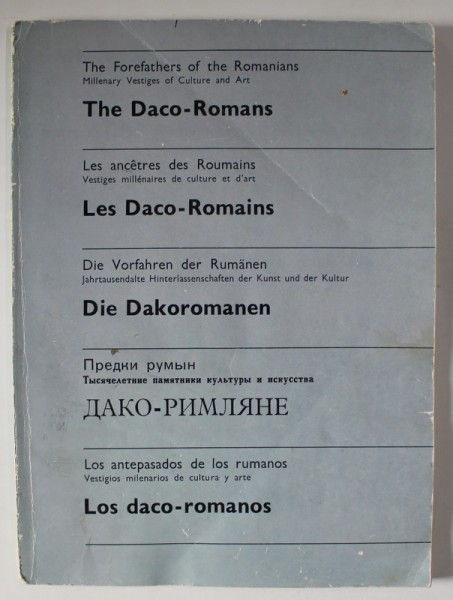 The Forefathers of the Romanians
Millenary Vestiges of Culture and Art
The Daco-Romans
Les ancêtres des Roumains
Vestiges millénaires de culture et d'art
Les Daco-Romains
Die Vorfahren der Rumänen
Jahrtausendalte Hinterlassenschaften der Kunst und der Kultur
Die Dakoromanen
Предки румын
Тысячелетние памятники культуры и искусства
ДАКО-РИМЛЯНЕ
Los antepasados de los rumanos
Vestigios milenarios de cultura y arte
Los daco-romanos